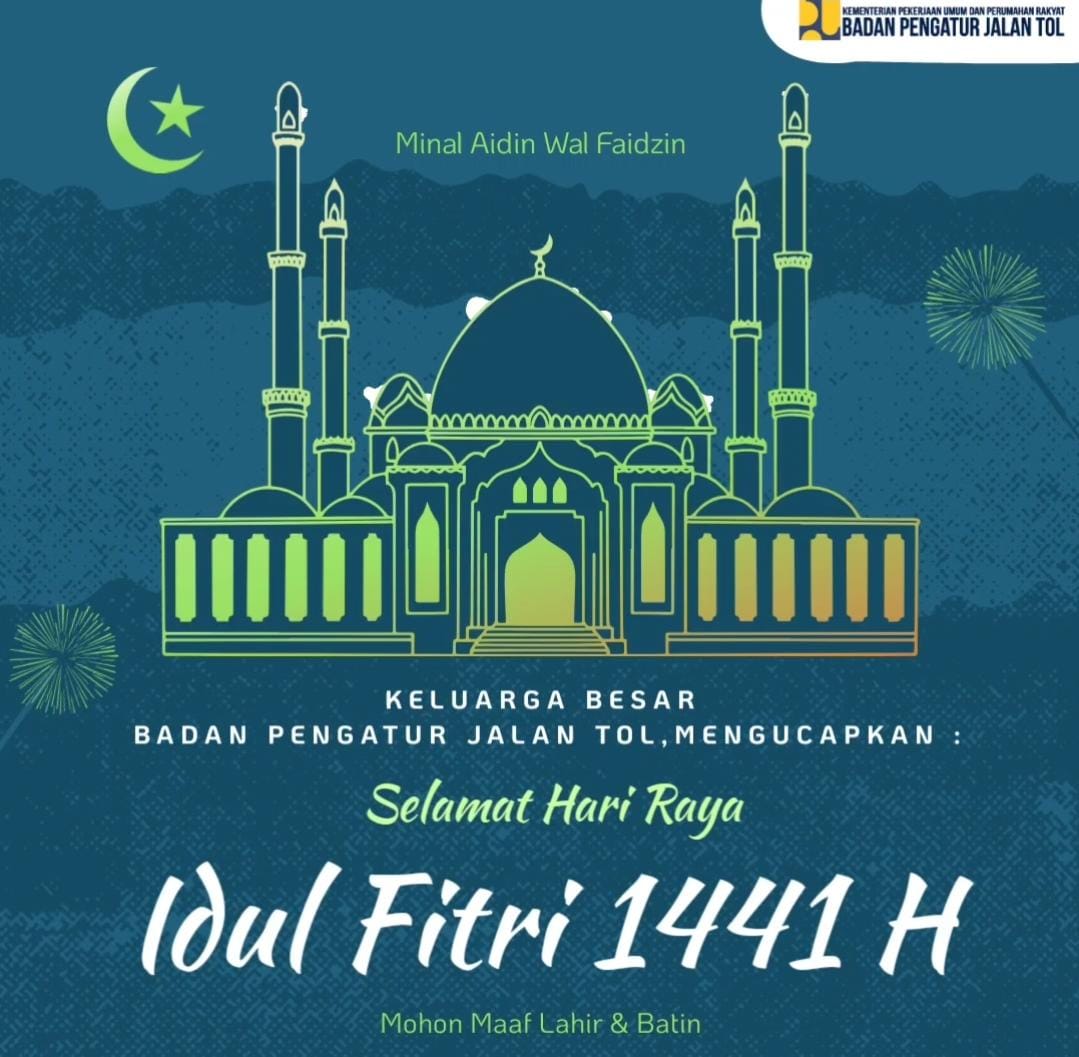 KEMENTERIAN PEKERJAAN UMUM DAN PERUMAHAN RAKYAT
BADAN PENGATUR JALAN TOL
Minal Aidin Wal Faidzin
KELUARGA BESAR
BADAN PENGATUR JALAN TOL,MENGUCAPKAN :
Selamat Hari Raya
Idul Fitri 1441 H
Mohon Maaf Lahir & Batin